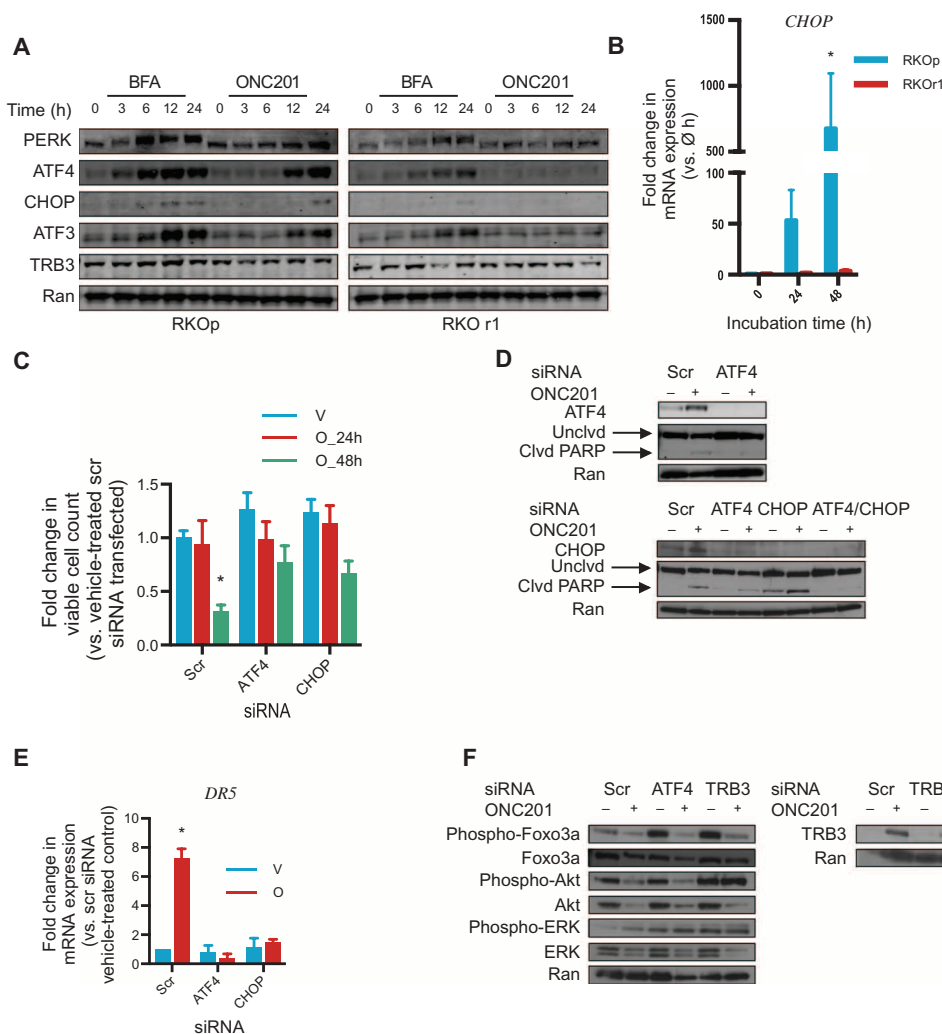 A
BFA
ONC201
BFA
ONC201
Time (h)
0 3 6 12 24 0 3 6 12 24
0 3 6 12 24 0 3 6 12 24
PERK
ATF4
CHOP
ATF3
TRB3
Ran
RKOp
RKO r1
B
CHOP
Fold change in
mRNA expression
(vs. Ø h)
1500
1000
500
100
50
0
*
RKOp
RKOr1
0
24
48
Incubation time (h)
C
V
O_24h
O_48h
Fold change in
viable cell count
(vs. vehicle-treated scr
siRNA transfected)
1.5
1.0
0.5
0.0
*
Scr
ATF4
CHOP
siRNA
D
siRNA Scr ATF4
ONC201 – + – +
ATF4
Unclvd
Clvd PARP
Ran
siRNA Scr ATF4 CHOP ATF4/CHOP
ONC201 – + – + – + – +
CHOP
Unclvd
Clvd PARP
Ran
E
DR5
Fold change in
mRNA expression
(vs. scr siRNA
vehicle-treated control)
10
8
6
4
2
0
*
V
O
Scr
ATF4
CHOP
siRNA
F
siRNA Scr ATF4 TRB3
ONC201 – + – + – +
Phospho-Foxo3a
Foxo3a
Phospho-Akt
Akt
Phospho-ERK
ERK
Ran
siRNA Scr TRB
ONC201 – + –
TRB3
Ran